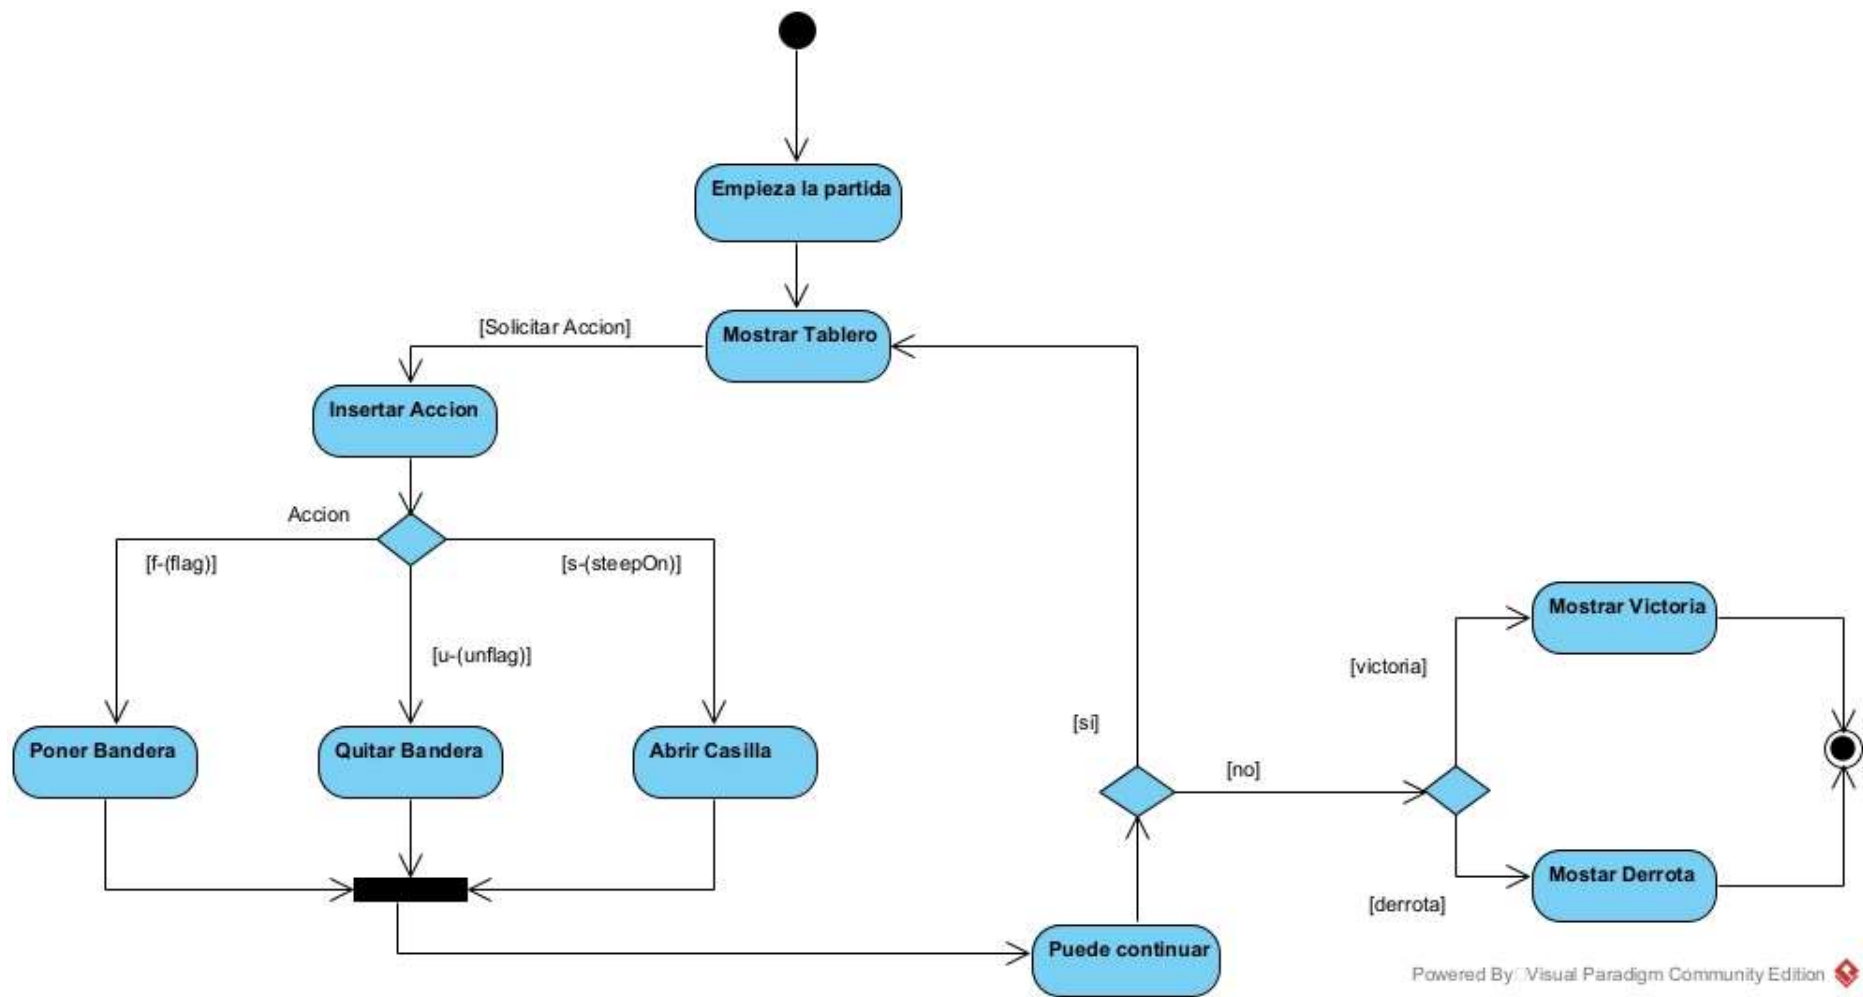 Empieza la partida
[Solicitar Accion]
Mostrar Tablero
Insertar Accion
Accion
[f-(flag)]
[s-(steepOn)]
[u-(unflag)]
Poner Bandera
Quitar Bandera
Abrir Casilla
[si]
[no]
[victoria]
Mostrar Victoria
[derrota]
Mostar Derrota
Puede continuar
Powered By Visual Paradigm Community Edition